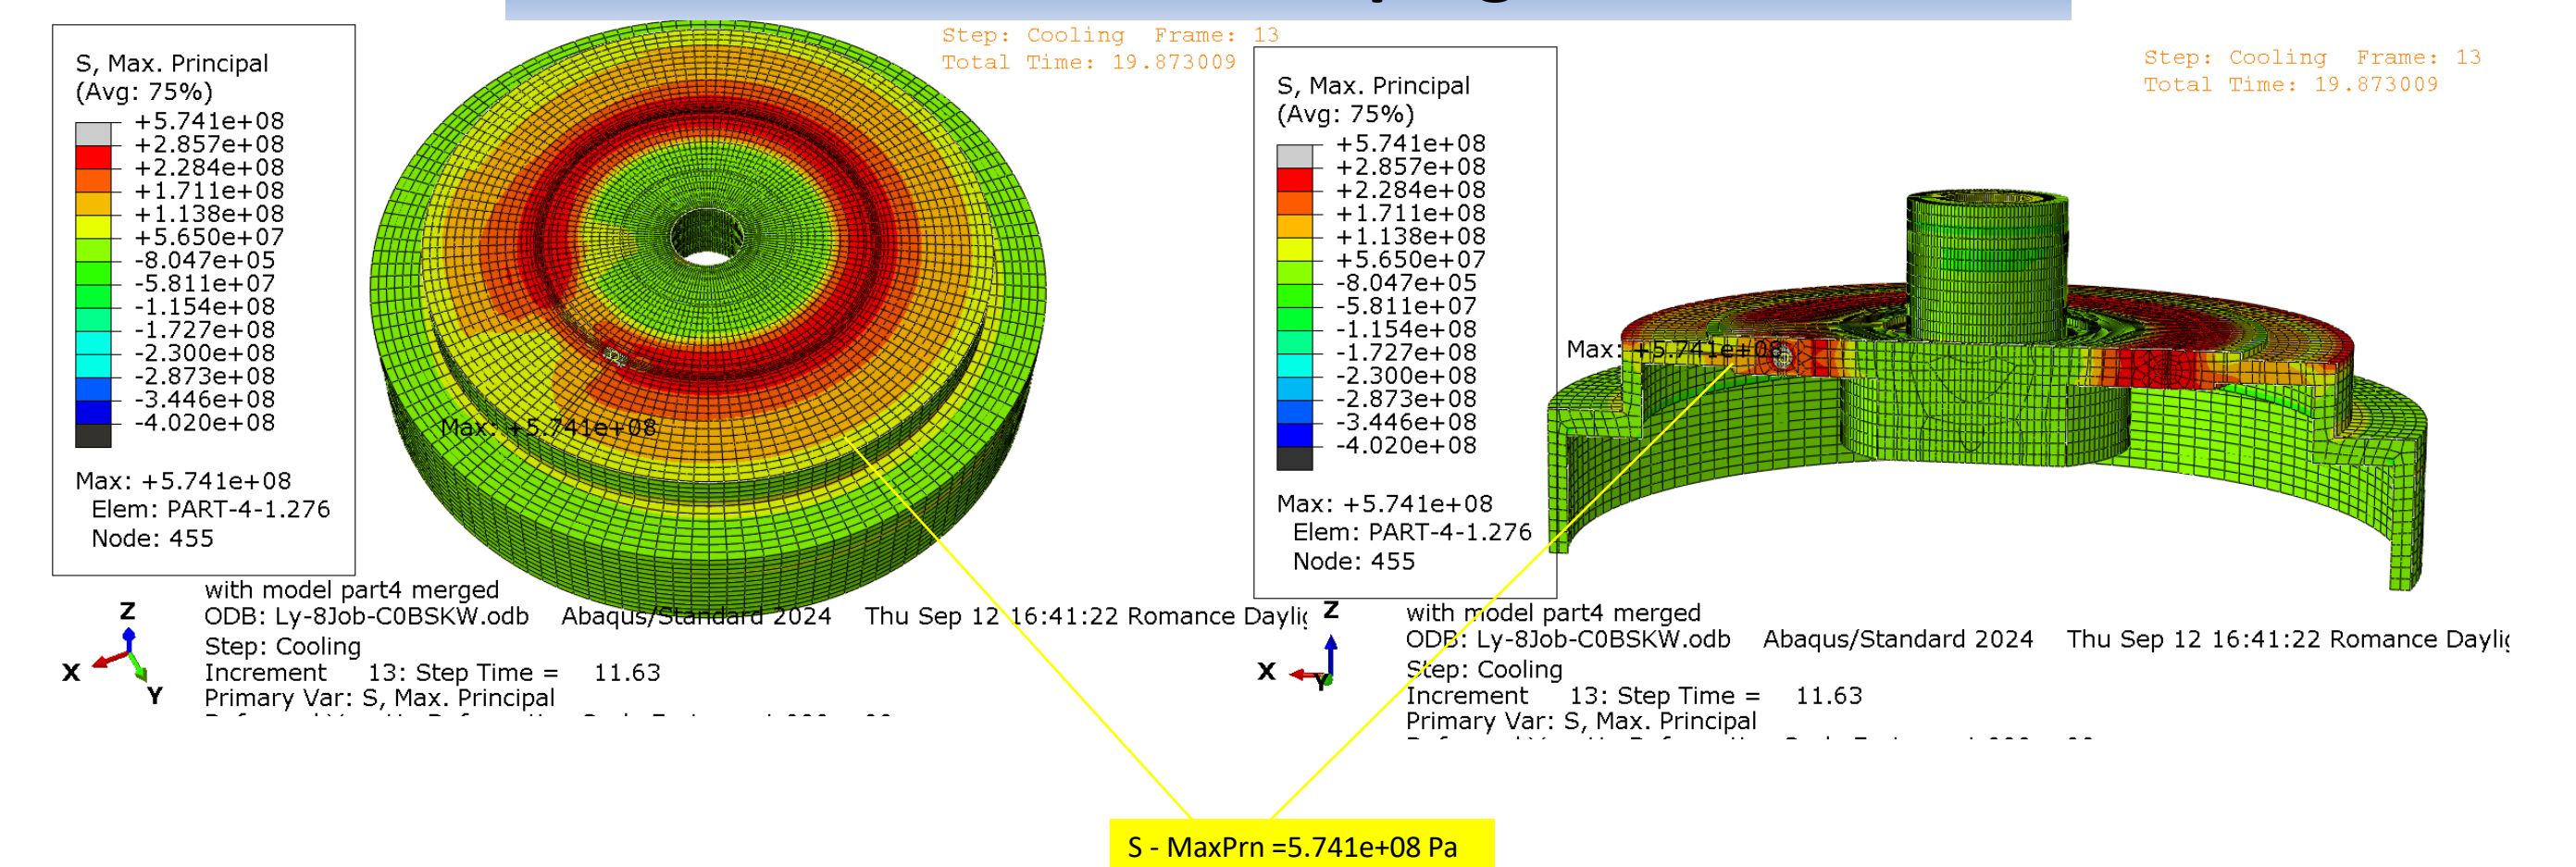 Step: Cooling Frame: 13
Total Time: 19.873009
S, Max. Principal
(Avg: 75%)
+5.741e+08
+2.857e+08
+2.284e+08
+1.711e+08
+1.138e+08
+5.650e+07
-8.047e+05
-5.811e+07
-1.154e+08
-1.727e+08
-2.300e+08
-2.873e+08
-3.446e+08
-4.020e+08
Max: +5.741e+08
Elem: PART-4-1.276
Node: 455
Max: +5.741e+08
Z
X
Y
with model part4 merged
ODB: Ly-8Job-C0BSKW.odb Abaqus/Standard 2024 Thu Sep 12 16:41:22 Romance
Step: Cooling
Increment 13: Step Time = 11.63
Primary Var: S, Max. Principal
Step: Cooling Frame: 13
Total Time: 19.873009
S, Max. Principal
(Avg: 75%)
+5.741e+08
+2.857e+08
+2.284e+08
+1.711e+08
+1.138e+08
+5.650e+07
-8.047e+05
-5.811e+07
-1.154e+08
-1.727e+08
-2.300e+08
-2.873e+08
-3.446e+08
-4.020e+08
Max: +5.741e+08
Elem: PART-4-1.276
Node: 455
Max: +5.741e+08
Z
X
Y
with model part4 merged
ODB: Ly-8Job-C0BSKW.odb Abaqus/Standard 2024 Thu Sep 12 16:41:22 Romance
Step: Cooling
Increment 13: Step Time = 11.63
Primary Var: S, Max. Principal
S - MaxPrn =5.741e+08 Pa